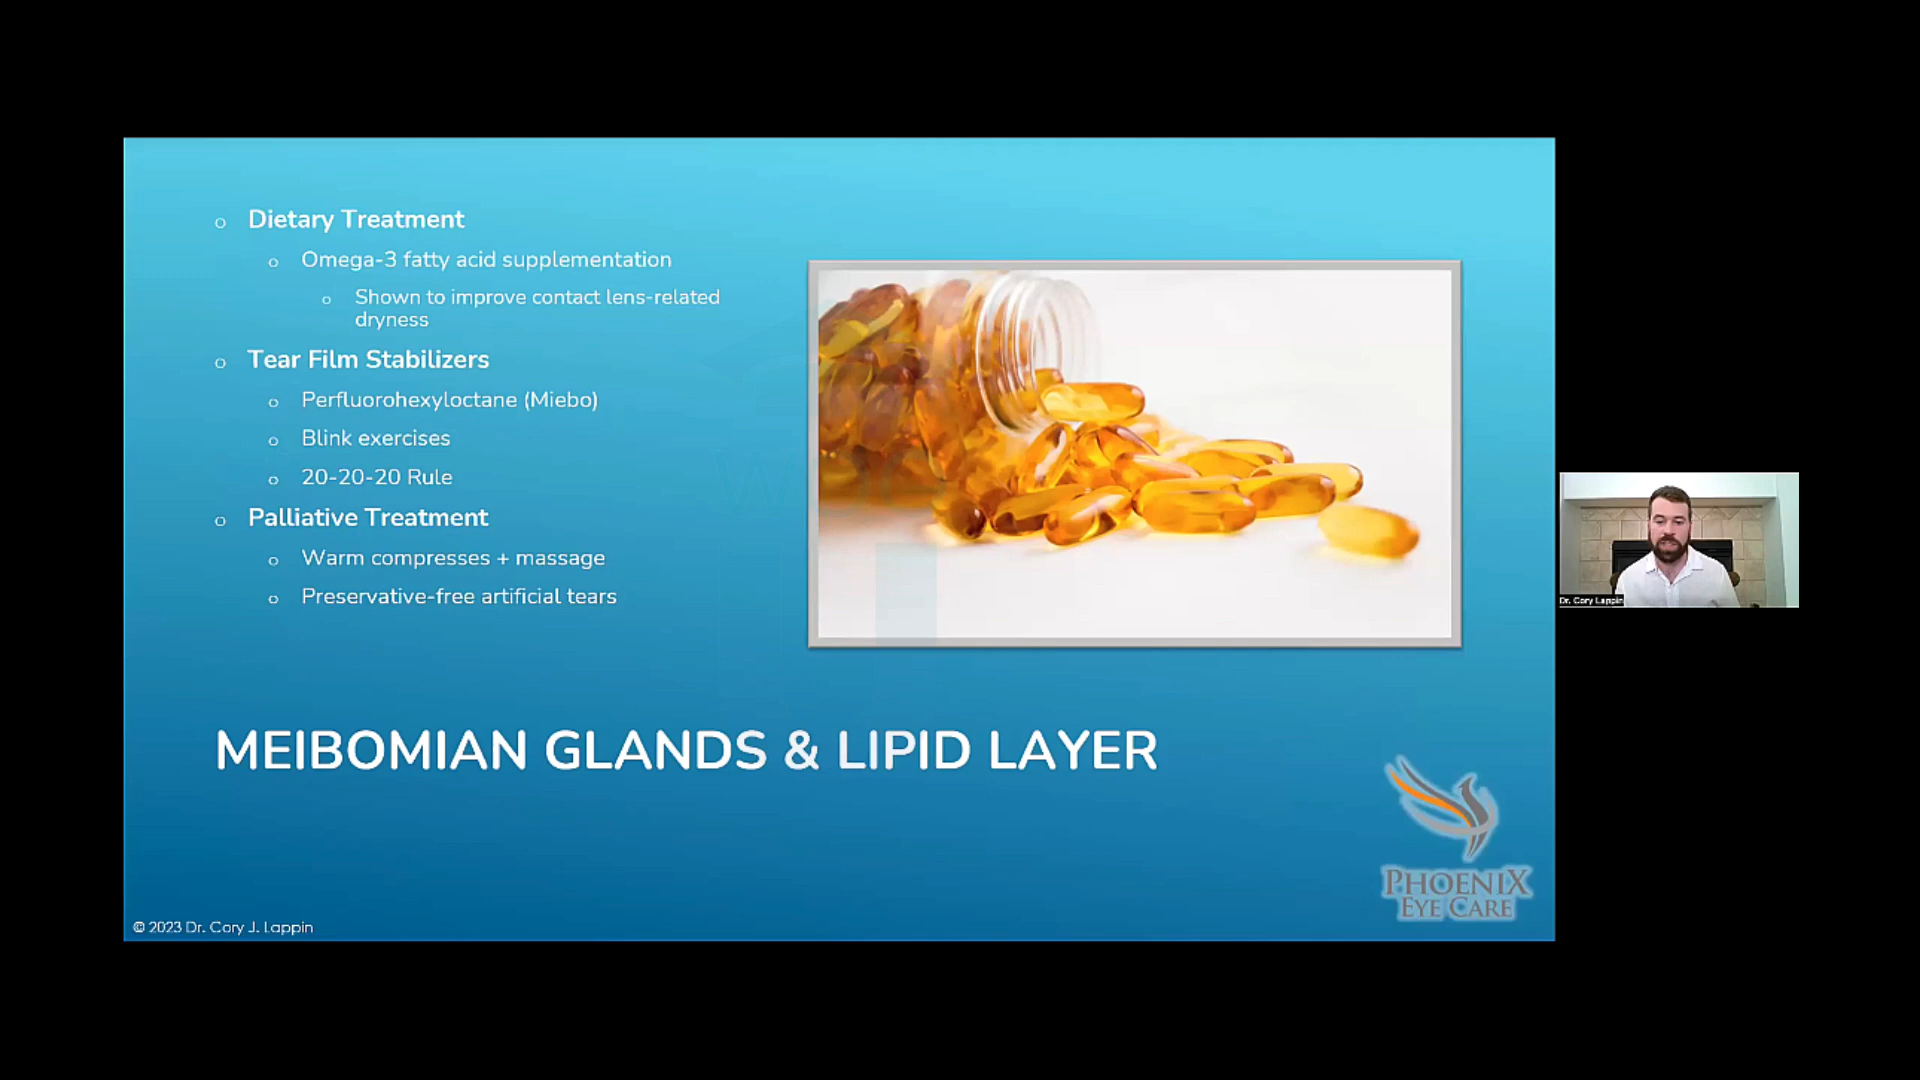 Dietary Treatment
Omega-3 fatty acid supplementation
Shown to improve contact lens-related
dryness
Tear Film Stabilizers
Perfluorohexyloctane (Miebo)
Blink exercises
20-20-20 Rule
Palliative Treatment
Warm compresses + massage
Preservative-free artificial tears
MEIBOMIAN GLANDS & LIPID LAYER
PHOENIX
EYE CARE
© 2023 Dr. Cory J. Lappin
Dr. Cory Lappin